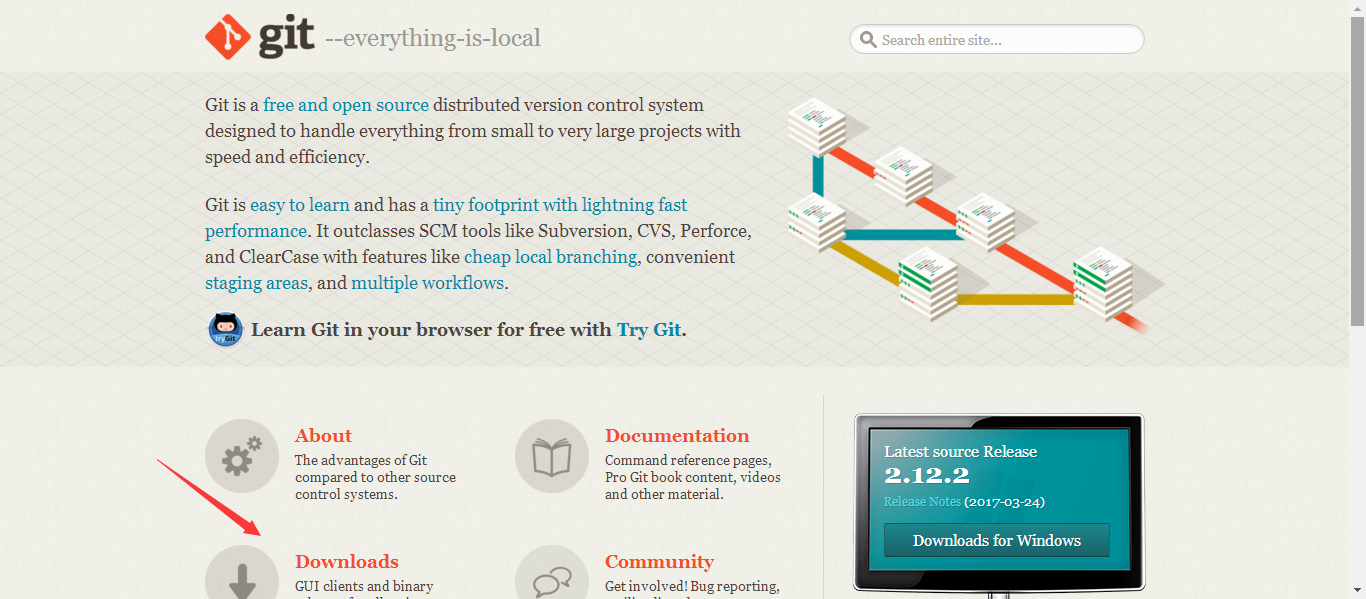 git --everything-is-local
Search entire site...
Git is a free and open source distributed version control system
designed to handle everything from small to very large projects with
speed and efficiency.
Git is easy to learn and has a tiny footprint with lightning fast
performance. It outclasses SCM tools like Subversion, CVS, Perforce,
and ClearCase with features like cheap local branching, convenient
staging areas, and multiple workflows.
Try Git
Learn Git in your browser for free with Try Git.
About
The advantages of Git
compared to other source
control systems.
Documentation
Command reference pages,
Pro Git book content, videos
and other material.
Downloads
GUI clients and binary
Community
Get involved! Bug reporting,
Latest source Release
2.12.2
Release Notes (2017-03-24)
Downloads for Windows